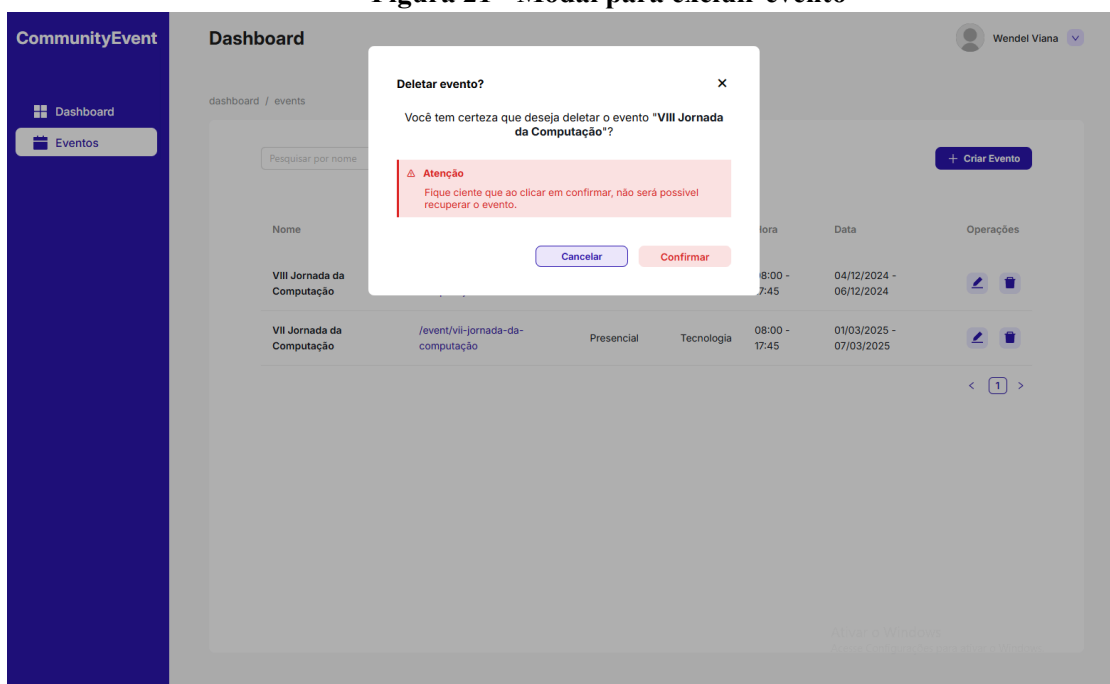 Figura 21 - Modal para excluir evento
CommunityEvent
Dashboard
Wendel Viana
Dashboard
Eventos
dashboard / events
Deletar evento?
Você tem certeza que deseja deletar o evento "VIII Jornada
da Computação"?
Atenção
Fique ciente que ao clicar em confirmar, não será possivel
recuperar o evento.
Cancelar
Confirmar
Pesquisar por nome
+ Criar Evento
Nome
Data
Operações
VIII Jornada da
Computação
04/12/2024 -
06/12/2024
VII Jornada da
Computação
/event/vii-jornada-da-
computação
Presencial
Tecnologia
08:00 -
17:45
01/03/2025 -
07/03/2025
< 1 >